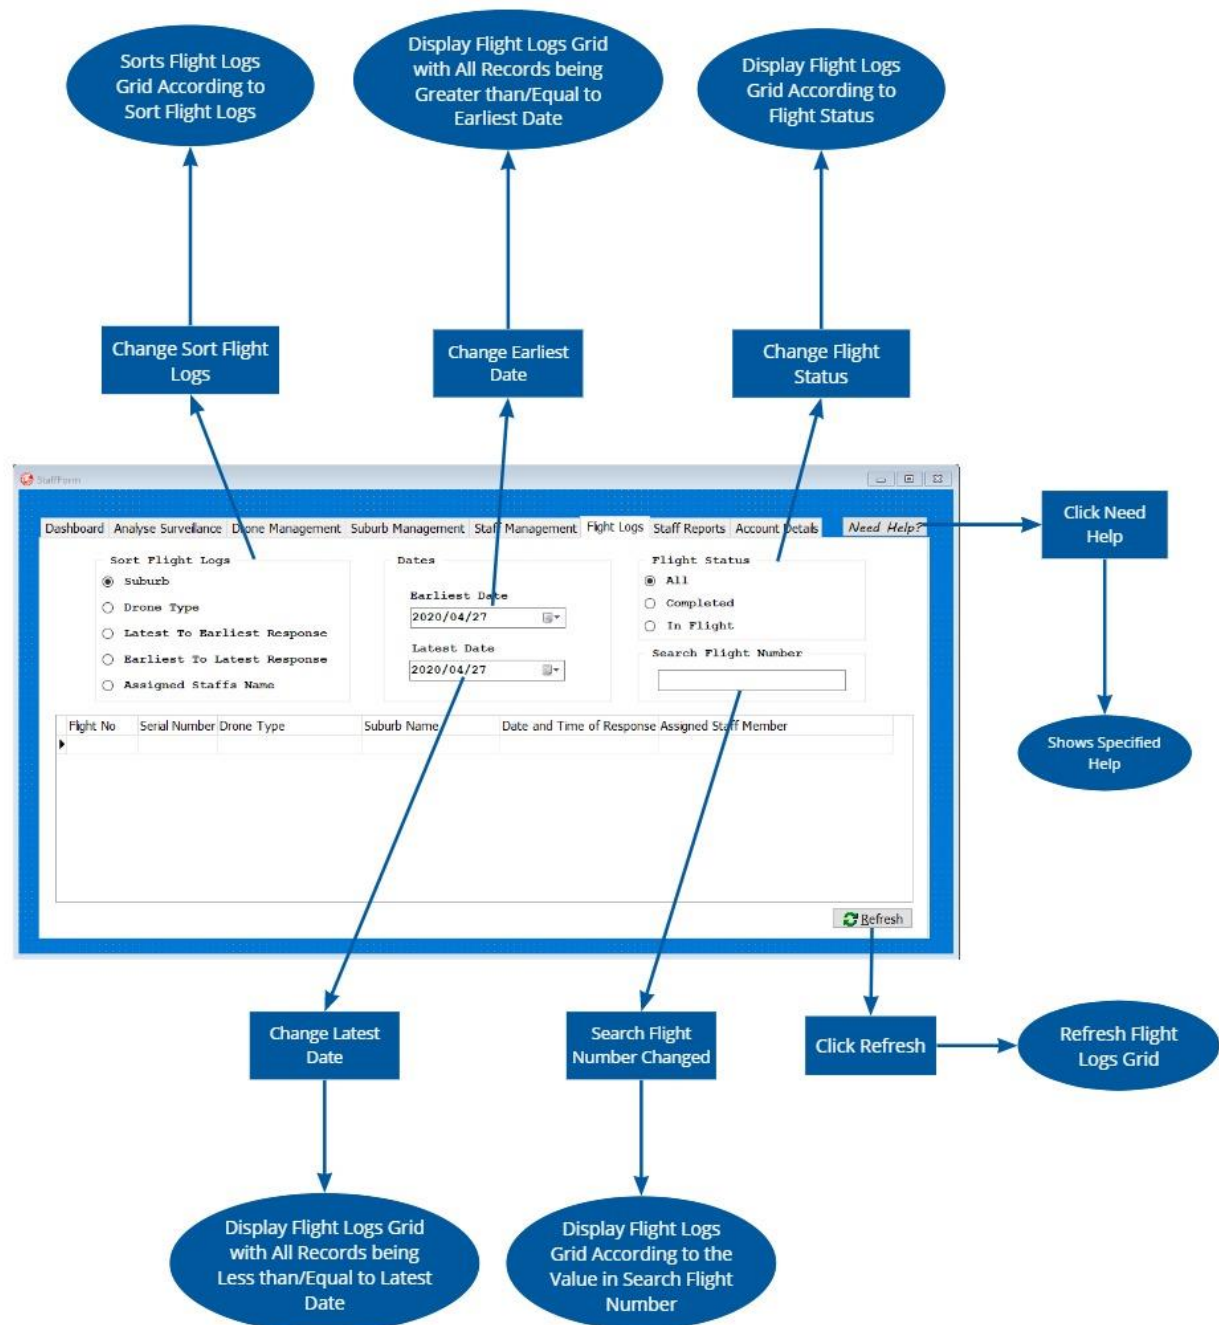 Sorts Flight Logs
Grid According to
Sort Flight Logs
Display Flight Logs Grid
with All Records being
Greater than/Equal to
Earliest Date
Display Flight Logs
Grid According to
Flight Status
Change Sort Flight
Logs
Change Earliest
Date
Change Flight
Status
StaffForm
Dashboard Analyse Surveillance Drone Management Suburb Management Staff Management Flight Logs Staff Reports Account Details Need Help?
Click Need
Help
Sort Flight Logs
Suburb
Drone Type
Latest To Earliest Response
Earliest To Latest Response
Assigned Staffs Name
Dates
Earliest Date
2020/04/27
Latest Date
2020/04/27
Flight Status
All
Completed
In Flight
Search Flight Number
Flight No Serial Number Drone Type Suburb Name Date and Time of Response Assigned Staff Member
Shows Specified
Help
Refresh
Change Latest
Date
Search Flight
Number Changed
Click Refresh
Refresh Flight
Logs Grid
Display Flight Logs Grid
with All Records being
Less than/Equal to Latest
Date
Display Flight Logs
Grid According to the
Value in Search Flight
Number